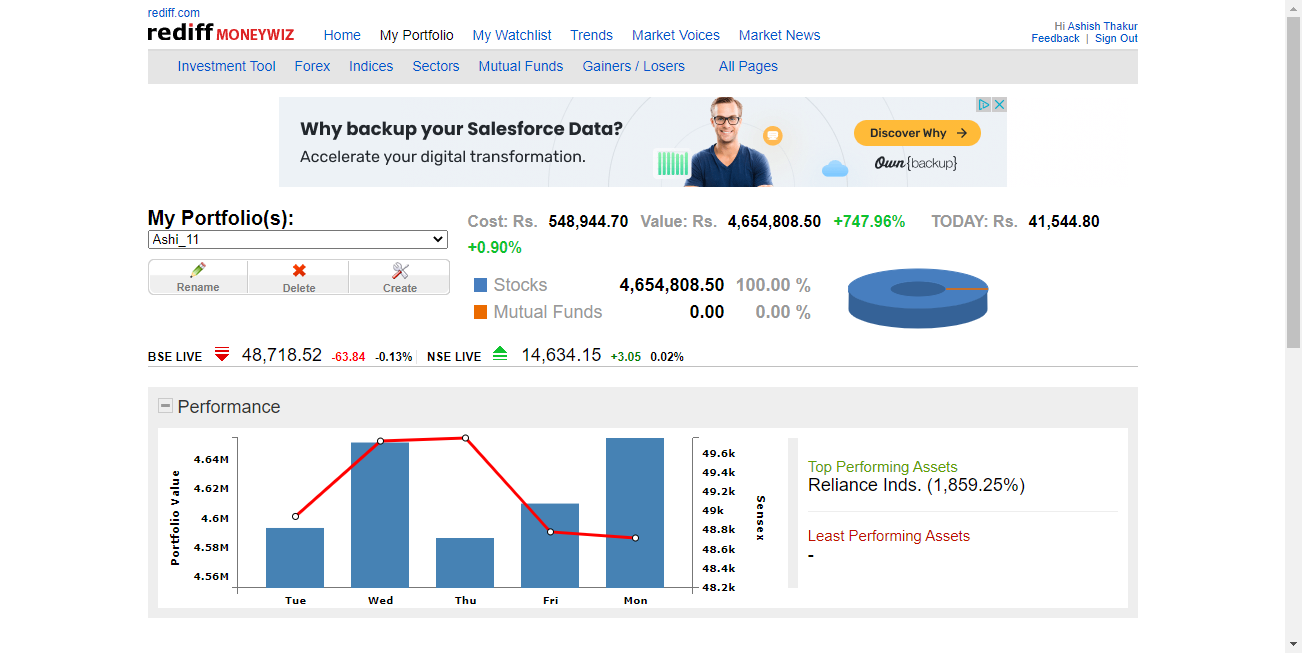 rediff.com
rediff MONEYWIZ
Home My Portfolio My Watchlist Trends Market Voices Market News
Hi Ashish Thakur
Feedback | Sign Out
Investment Tool Forex Indices Sectors Mutual Funds Gainers / Losers All Pages
Why backup your Salesforce Data?
Accelerate your digital transformation.
Discover Why
Own{backup}
My Portfolio(s):
Ashi_11
Rename Delete Create
Cost: Rs. 548,944.70 Value: Rs. 4,654,808.50 +747.96% TODAY: Rs. 41,544.80
+0.90%
Stocks 4,654,808.50 100.00 %
Mutual Funds 0.00 0.00 %
BSE LIVE 48,718.52 -63.84 -0.13% NSE LIVE 14,634.15 +3.05 0.02%
Performance
Portfolio Value
4.64M
4.62M
4.6M
4.58M
4.56M
Tue Wed Thu Fri Mon
49.6k
49.4k
49.2k
49k
48.8k
48.6k
48.4k
48.2k
Sensex
Top Performing Assets
Reliance Inds. (1,859.25%)
Least Performing Assets
-